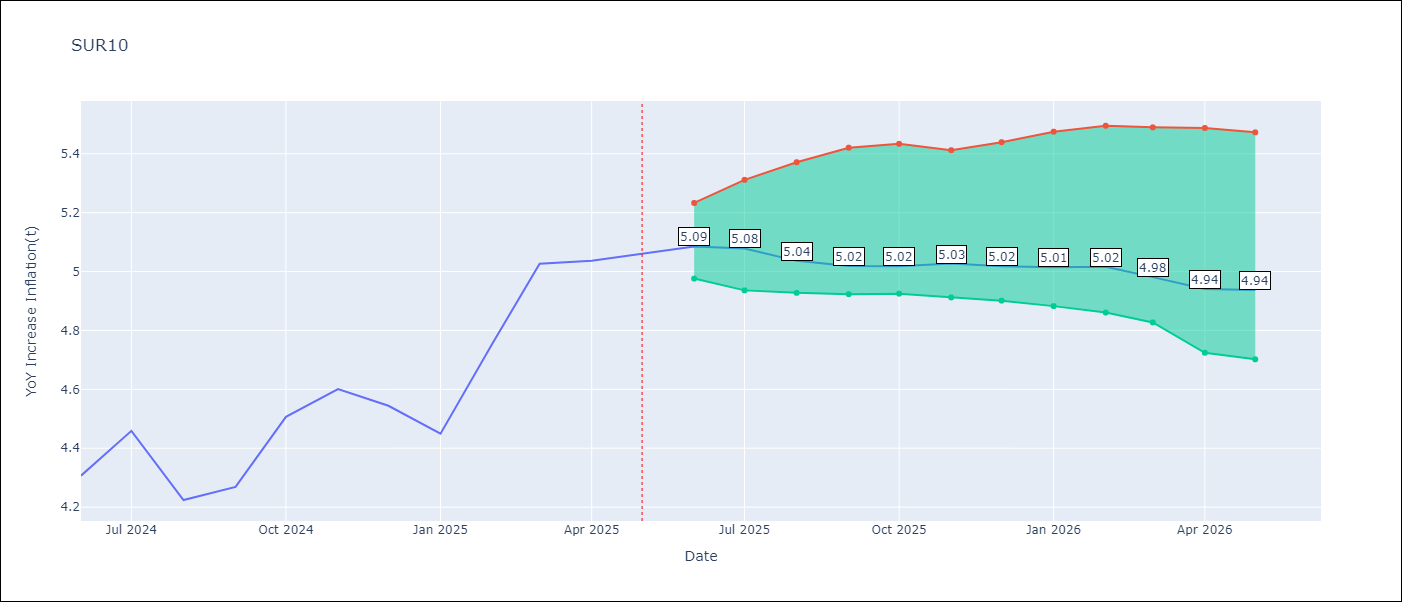 SUR10
YoY Increase Inflation(t)
5.4
5.2
5
4.8
4.6
4.4
4.2
5.09
5.08
5.04
5.02
5.02
5.03
5.02
5.01
5.02
4.98
4.94
4.94
Jul 2024
Oct 2024
Jan 2025
Apr 2025
Jul 2025
Oct 2025
Jan 2026
Apr 2026
Date